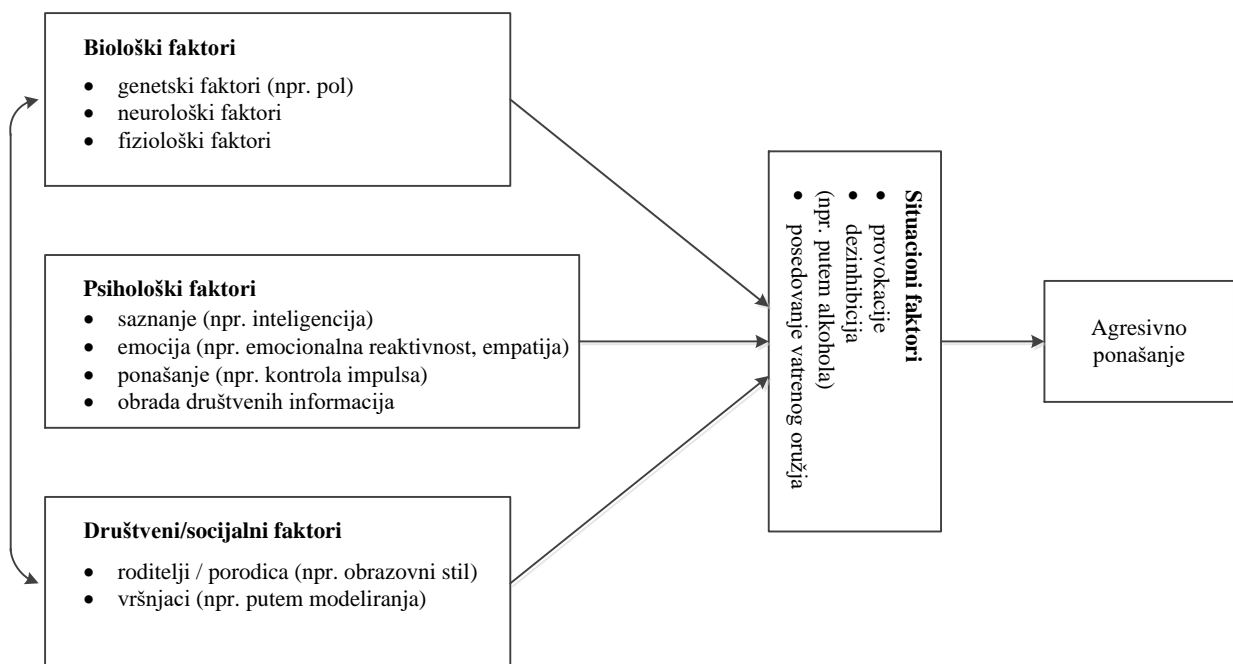 Biološki faktori
• genetski faktori (npr. pol)
• neurološki faktori
• fiziološki faktori
Psihološki faktori
• saznanje (npr. inteligencija)
• emocija (npr. emocionalna reaktivnost, empatija)
• ponašanje (npr. kontrola impulsa)
• obrada društvenih informacija
Društveni/socijalni faktori
• roditelji / porodica (npr. obrazovni stil)
• vršnjaci (npr. putem modeliranja)
Situacioni faktori
• provokacije
• dezinhibicija
(npr. putem alkohola)
• posedovanje vatrenog oružja
Agresivno
ponašanje